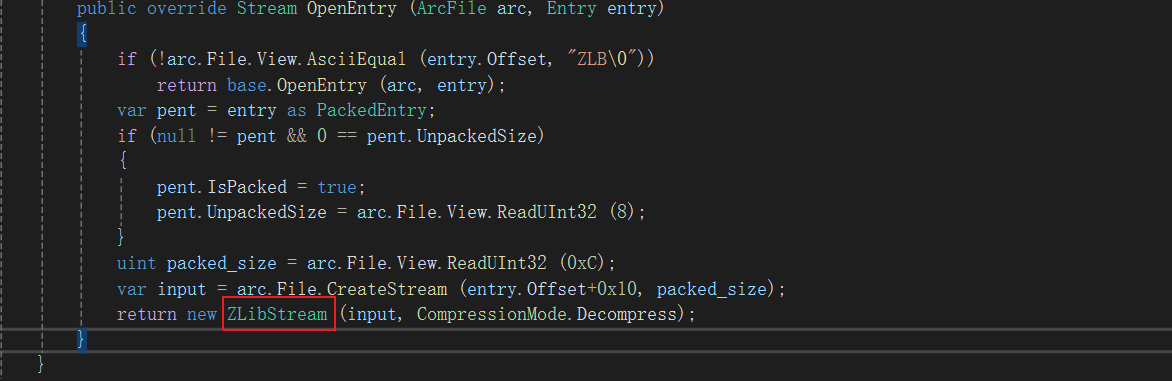 public override Stream OpenEntry (ArcFile arc, Entry entry)
{
if (!arc.File.View.AsciiEqual (entry.Offset, "ZLB\0"))
return base.OpenEntry (arc, entry);
var pent = entry as PackedEntry;
if (null != pent && 0 == pent.UnpackedSize)
{
pent.IsPacked = true;
pent.UnpackedSize = arc.File.View.ReadUInt32 (8);
}
uint packed_size = arc.File.View.ReadUInt32 (0xC);
var input = arc.File.CreateStream (entry.Offset+0x10, packed_size);
return new ZLibStream (input, CompressionMode.Decompress);
}
}